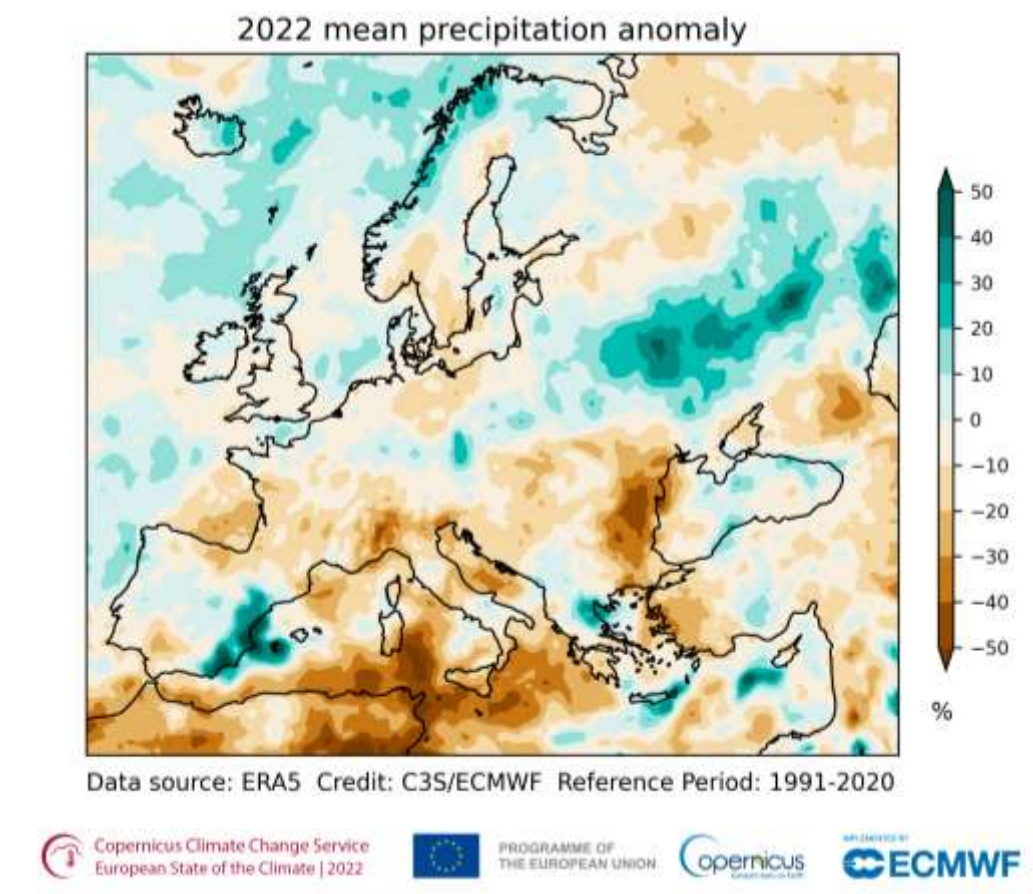 2022 mean precipitation anomaly
50
40
30
20
10
0
−10
−20
−30
−40
−50
%
Data source: ERA5 Credit: C3S/ECMWF Reference Period: 1991-2020
Copernicus Climate Change Service
European State of the Climate | 2022
PROGRAMME OF
THE EUROPEAN UNION
opernicus
IMPLEMENTED BY
ECMWF